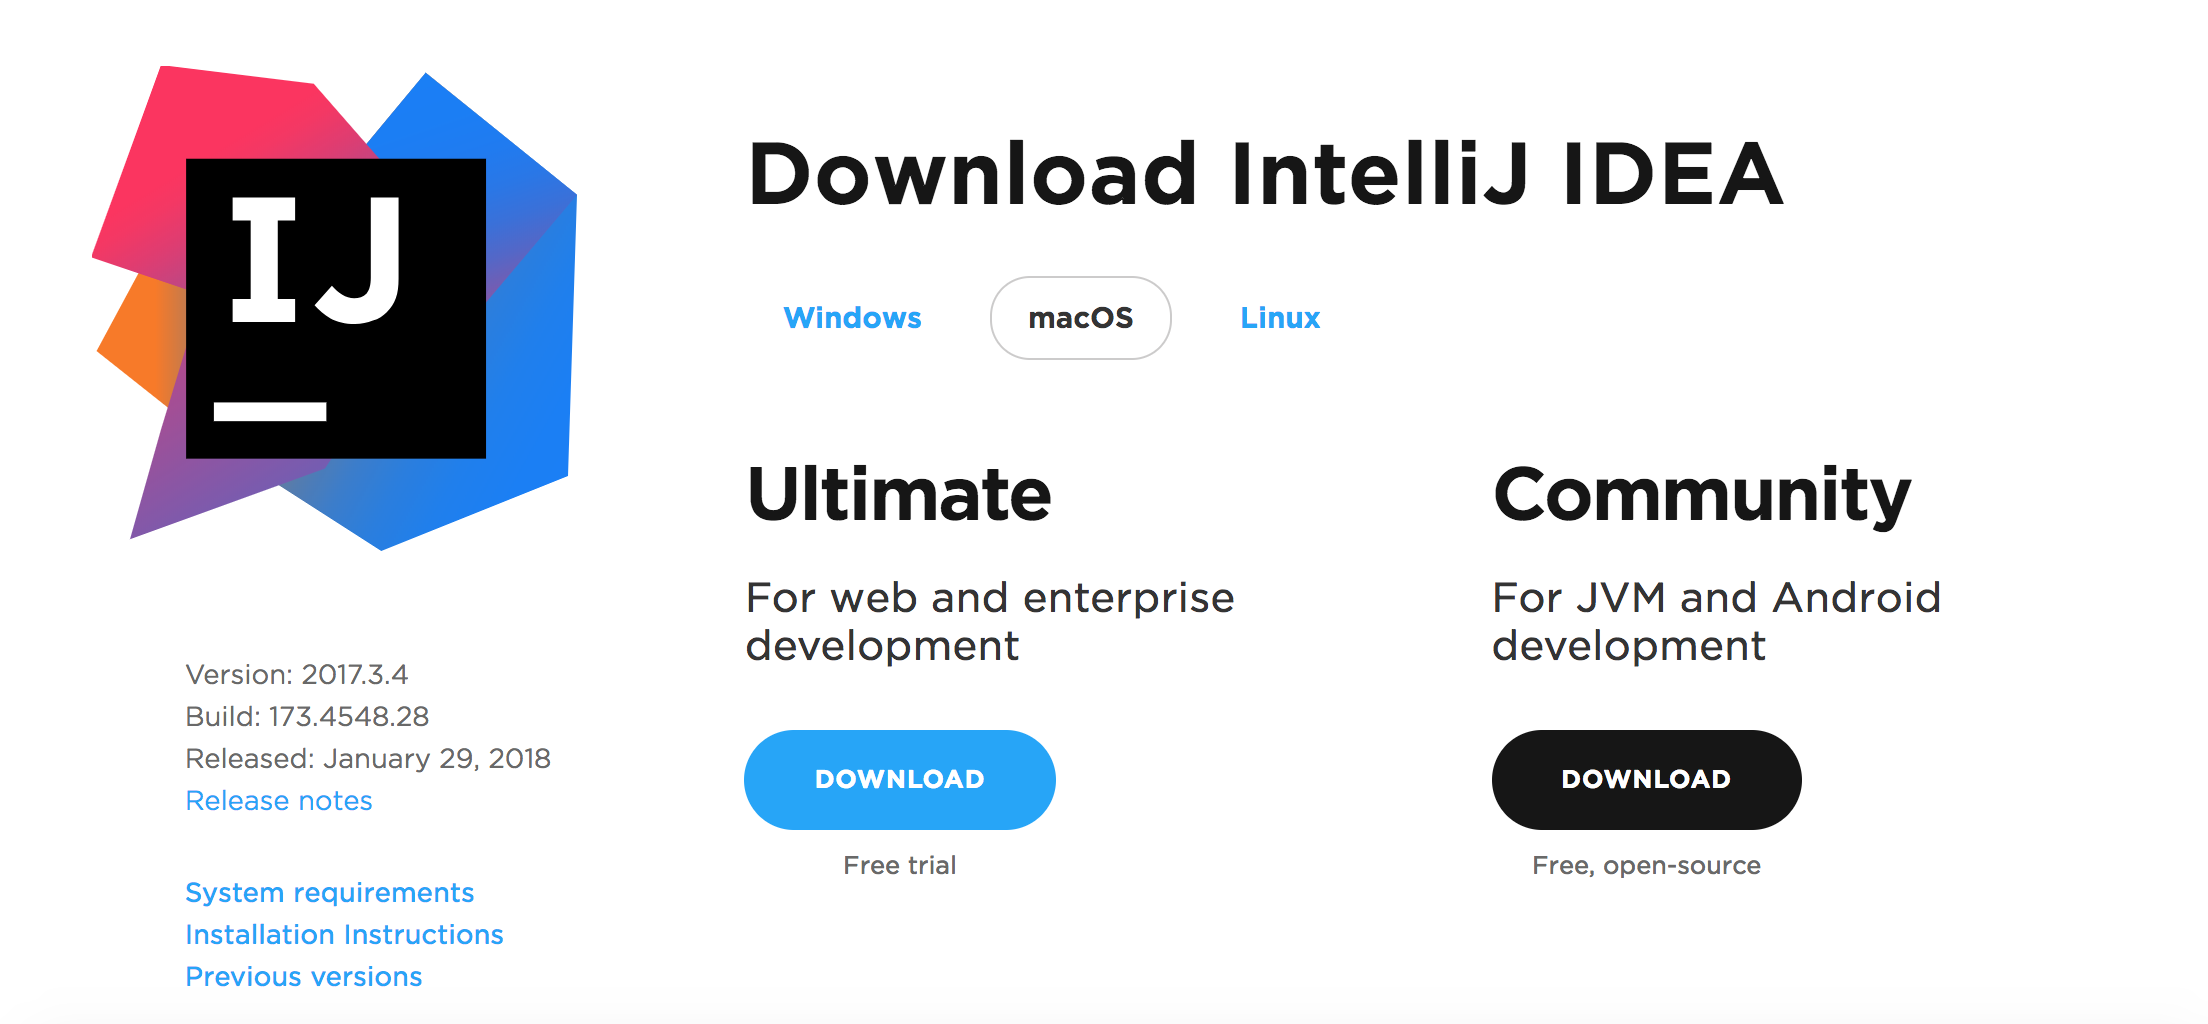 IJ
Download IntelliJ IDEA
Windows macOS Linux
Ultimate
For web and enterprise
development
DOWNLOAD
Free trial
Community
For JVM and Android
development
DOWNLOAD
Free, open-source
Version: 2017.3.4
Build: 173.4548.28
Released: January 29, 2018
Release notes
System requirements
Installation Instructions
Previous versions